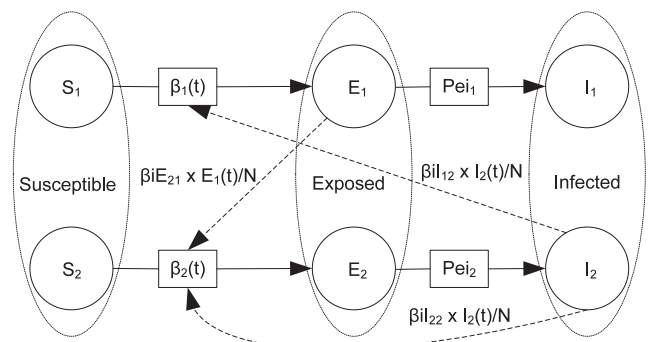 S₁
β₁(t)
E₁
Pei₁
I₁
βiE₂₁ x E₁(t)/N
βiI₁₂ x I₂(t)/N
Susceptible
Exposed
Infected
S₂
β₂(t)
E₂
Pei₂
I₂
βiI₂₂ x I₂(t)/N